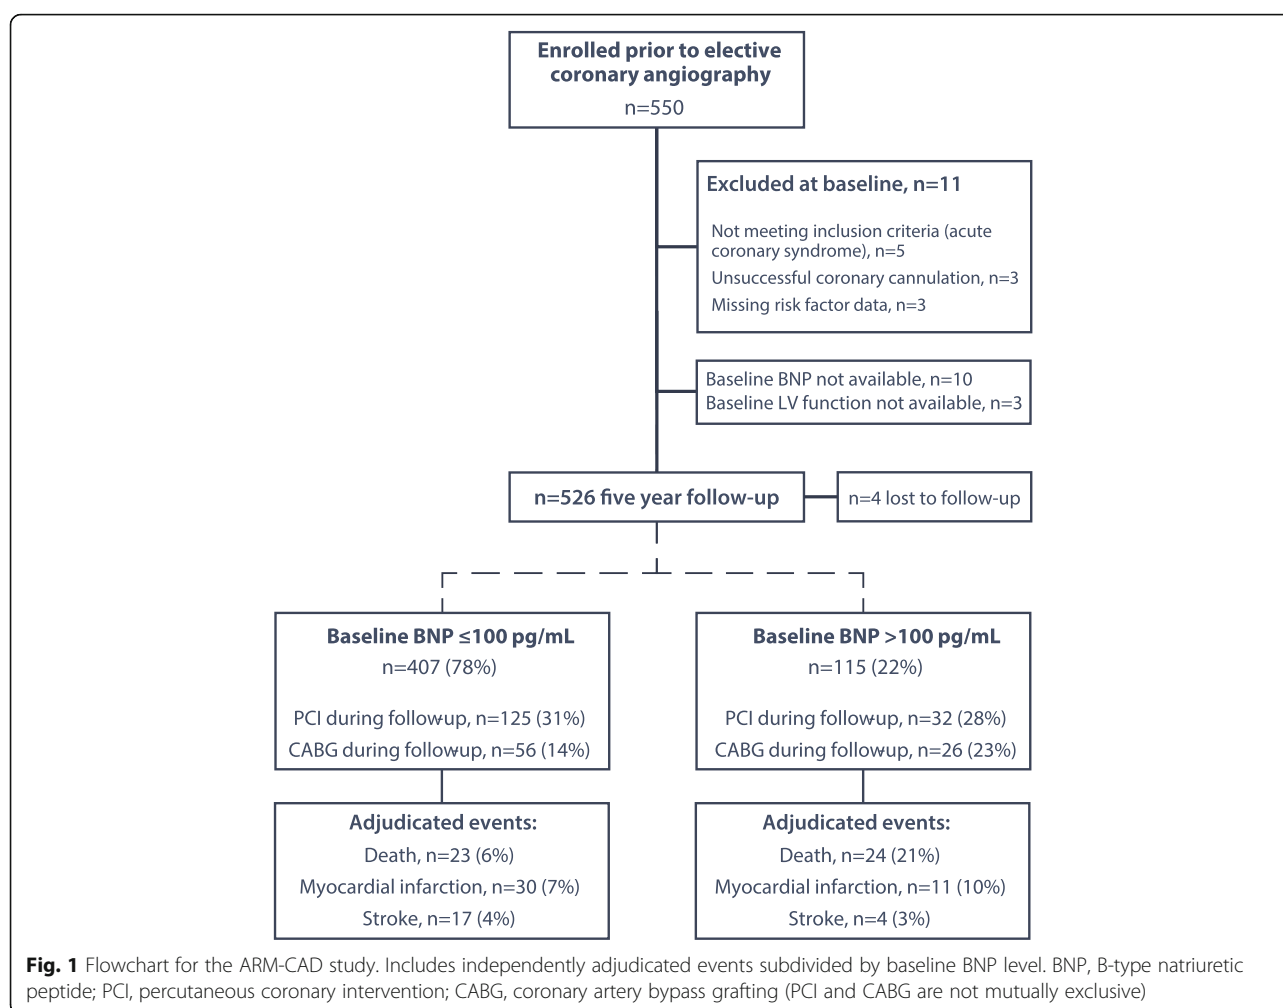 Enrolled prior to elective
coronary angiography
n=550
Excluded at baseline, n=11
Not meeting inclusion criteria (acute
coronary syndrome), n=5
Unsuccessful coronary cannulation, n=3
Missing risk factor data, n=3
Baseline BNP not available, n=10
Baseline LV function not available, n=3
n=526 five year follow-up
n=4 lost to follow-up
Baseline BNP ≤100 pg/mL
n=407 (78%)
PCI during follow-up, n=125 (31%)
CABG during follow-up, n=56 (14%)
Baseline BNP >100 pg/mL
n=115 (22%)
PCI during follow-up, n=32 (28%)
CABG during follow-up, n=26 (23%)
Adjudicated events:
Death, n=23 (6%)
Myocardial infarction, n=30 (7%)
Stroke, n=17 (4%)
Adjudicated events:
Death, n=24 (21%)
Myocardial infarction, n=11 (10%)
Stroke, n=4 (3%)
Fig. 1 Flowchart for the ARM-CAD study. Includes independently adjudicated events subdivided by baseline BNP level. BNP, B-type natriuretic
peptide; PCI, percutaneous coronary intervention; CABG, coronary artery bypass grafting (PCI and CABG are not mutually exclusive)